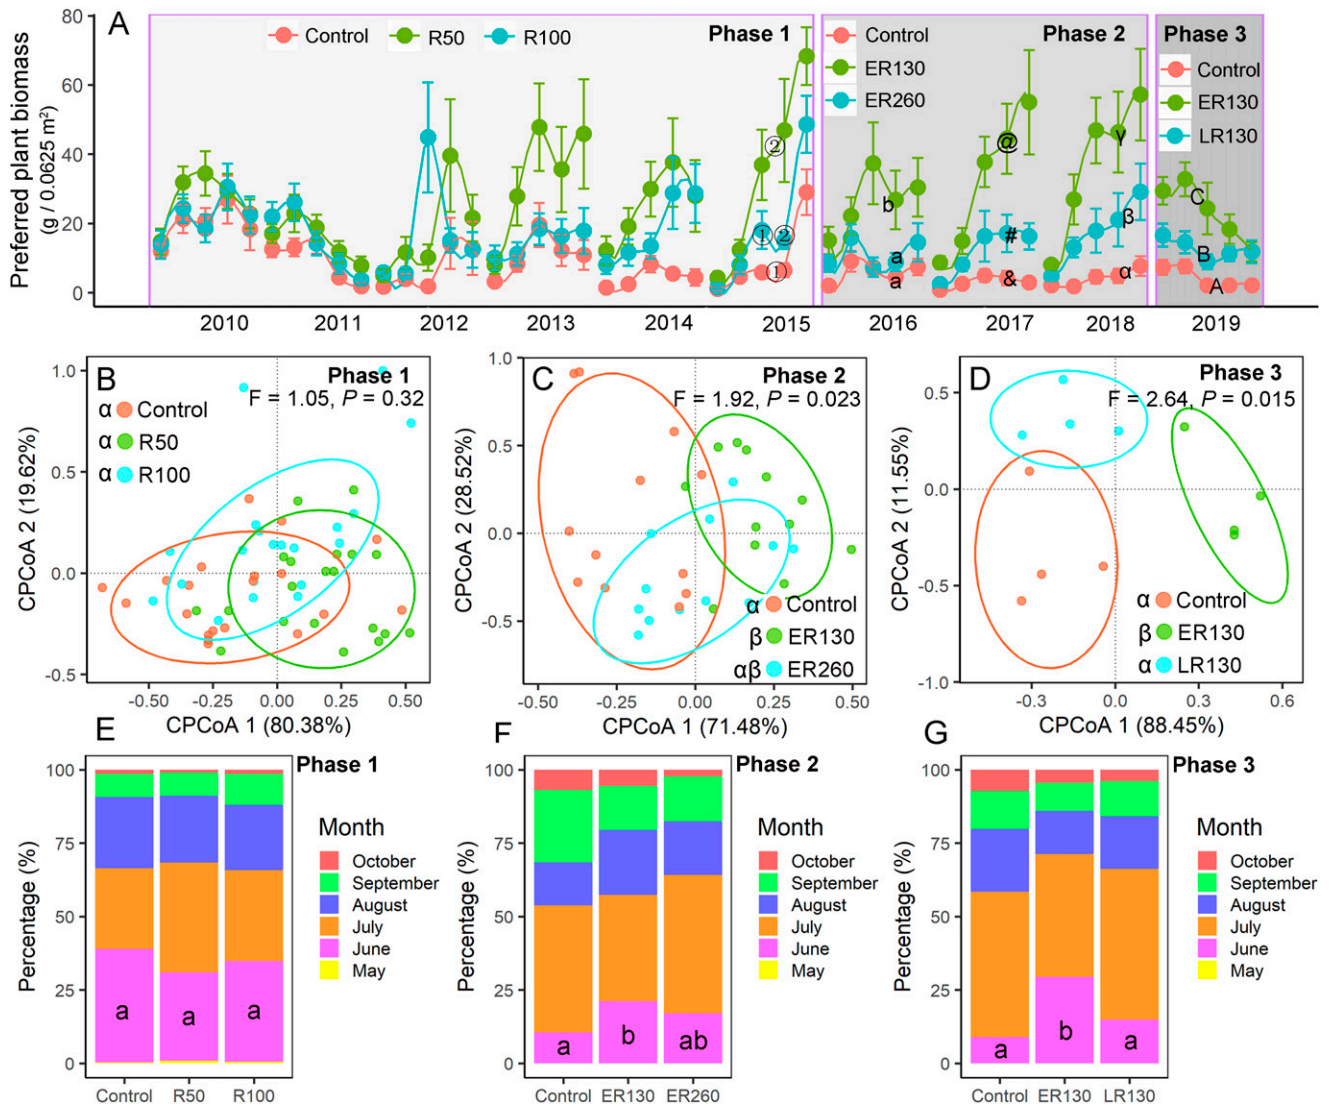 A
Control R50 R100 Phase 1
Control Phase 2
ER130
ER260
Phase 3
Control
ER130
LR130
Preferred plant biomass
(g / 0.0625 m²)
80
60
40
20
0
② ① ② ①
b a a
@ # &
γ β α
C B A
2010 2011 2012 2013 2014 2015 2016 2017 2018 2019
B Phase 1
F = 1.05, P = 0.32
α Control
α R50
α R100
CPCoA 2 (19.62%)
1.0
0.5
0.0
-0.5
-0.50 -0.25 0.00 0.25 0.50
CPCoA 1 (80.38%)
C Phase 2
F = 1.92, P = 0.023
CPCoA 2 (28.52%)
1.0
0.5
0.0
-0.5
α Control
β ER130
αβ ER260
-0.50 -0.25 0.00 0.25 0.50
CPCoA 1 (71.48%)
D Phase 3
F = 2.64, P = 0.015
CPCoA 2 (11.55%)
0.5
0.0
-0.5
-1.0
α Control
β ER130
α LR130
-0.3 0.0 0.3 0.6
CPCoA 1 (88.45%)
E Phase 1
Percentage (%)
100
75
50
25
0
a a a
Control R50 R100
Month
October
September
August
July
June
May
F Phase 2
Percentage (%)
100
75
50
25
0
a b ab
Control ER130 ER260
Month
October
September
August
July
June
May
G Phase 3
Percentage (%)
100
75
50
25
0
a b a
Control ER130 LR130
Month
October
September
August
July
June
May